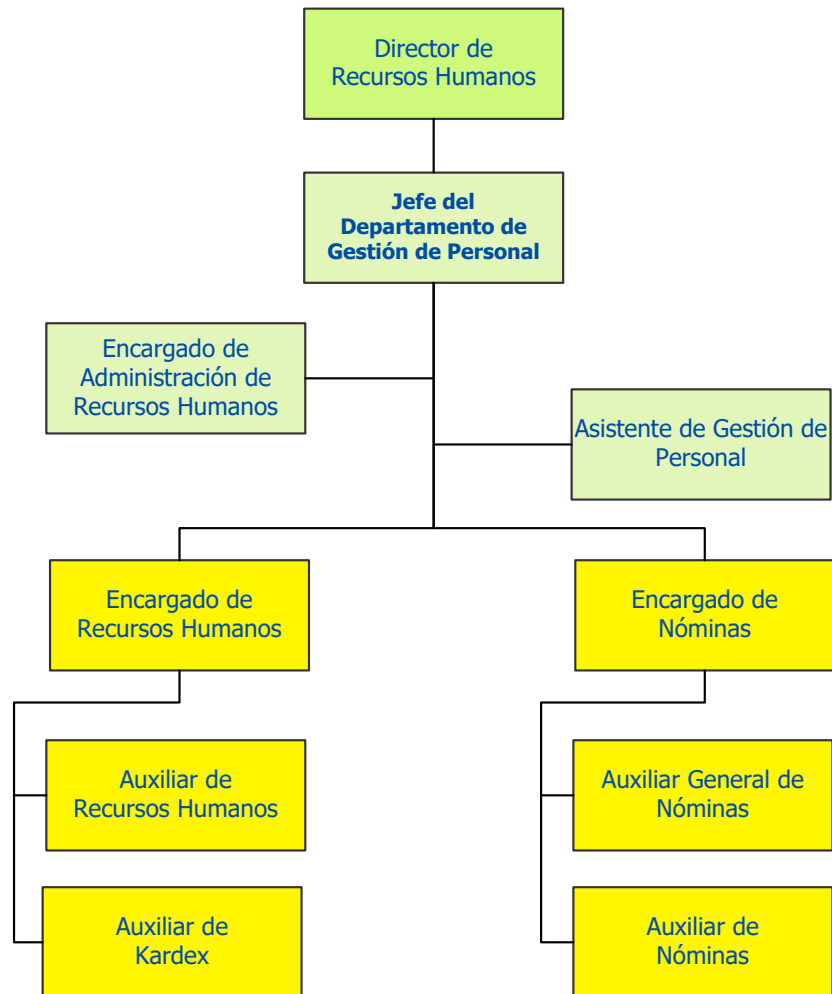 Director de
Recursos Humanos
Jefe del
Departamento de
Gestión de Personal
Encargado de
Administración de
Recursos Humanos
Asistente de Gestión de
Personal
Encargado de
Recursos Humanos
Encargado de
Nóminas
Auxiliar de
Recursos Humanos
Auxiliar General de
Nóminas
Auxiliar de
Kardex
Auxiliar de
Nóminas